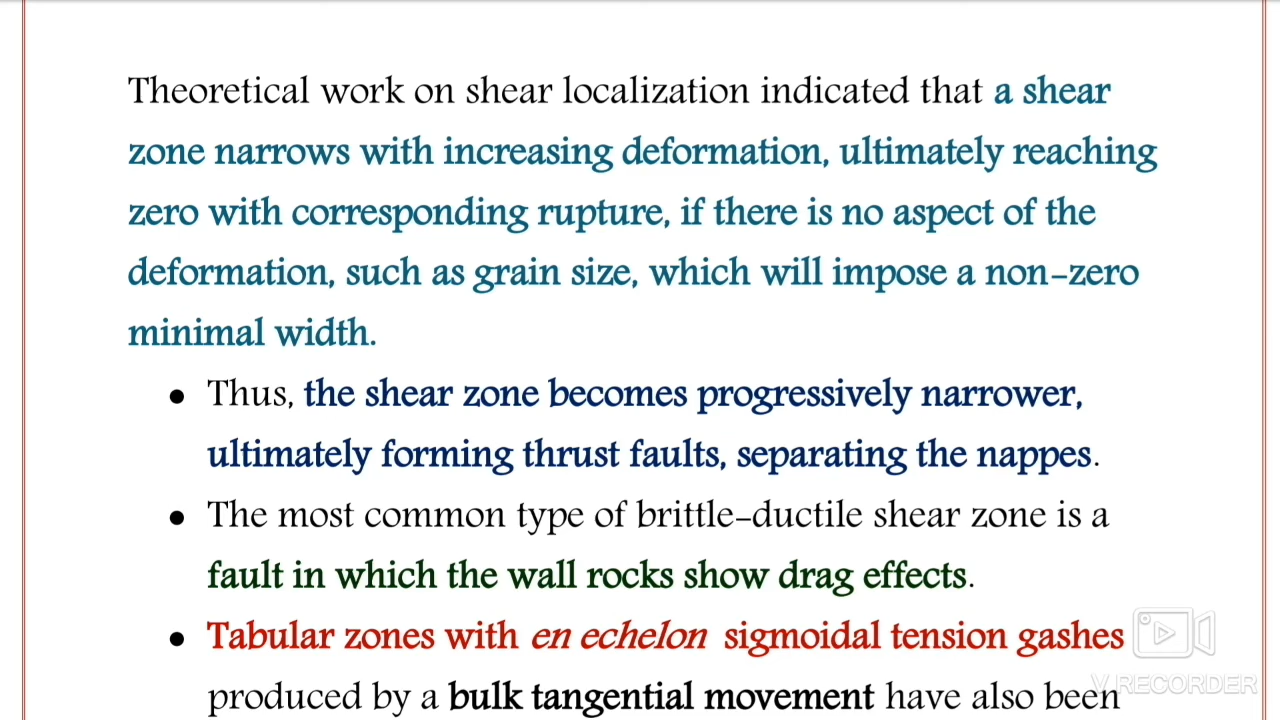 Theoretical work on shear localization indicated that a shear
zone narrows with increasing deformation, ultimately reaching
zero with corresponding rupture, if there is no aspect of the
deformation, such as grain size, which will impose a non-zero
minimal width.
• Thus, the shear zone becomes progressively narrower,
ultimately forming thrust faults, separating the nappes.
• The most common type of brittle-ductile shear zone is a
fault in which the wall rocks show drag effects.
• Tabular zones with en echelon sigmoidal tension gashes
produced by a bulk tangential movement have also been
V RECORDER